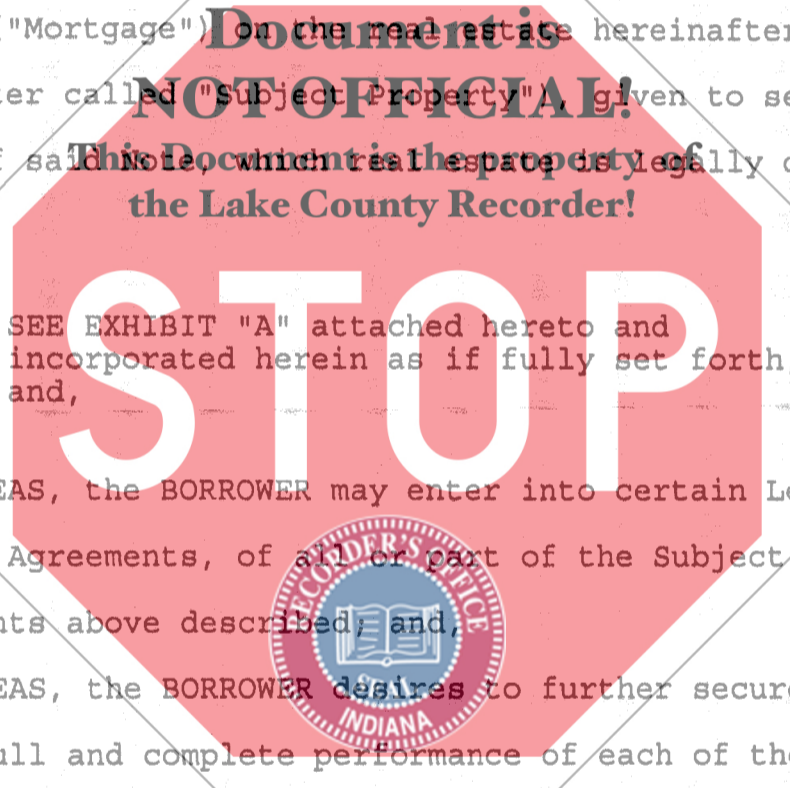 ("Mortgage") on the real estate hereinafter
Document is
er called "Subject Property"), given to se
NOT OFFICIAL!
f said Note, which real estate is legally d
This Document is the property of
the Lake County Recorder!
SEE EXHIBIT "A" attached hereto and
incorporated herein as if fully set forth,
and,
STOP
EAS, the BORROWER may enter into certain Le
Agreements, of all or part of the Subject
nts above described; and,
EAS, the BORROWER desires to further secure
ull and complete performance of each of the
RECORDER'S OFFICE
SEAL
INDIANA